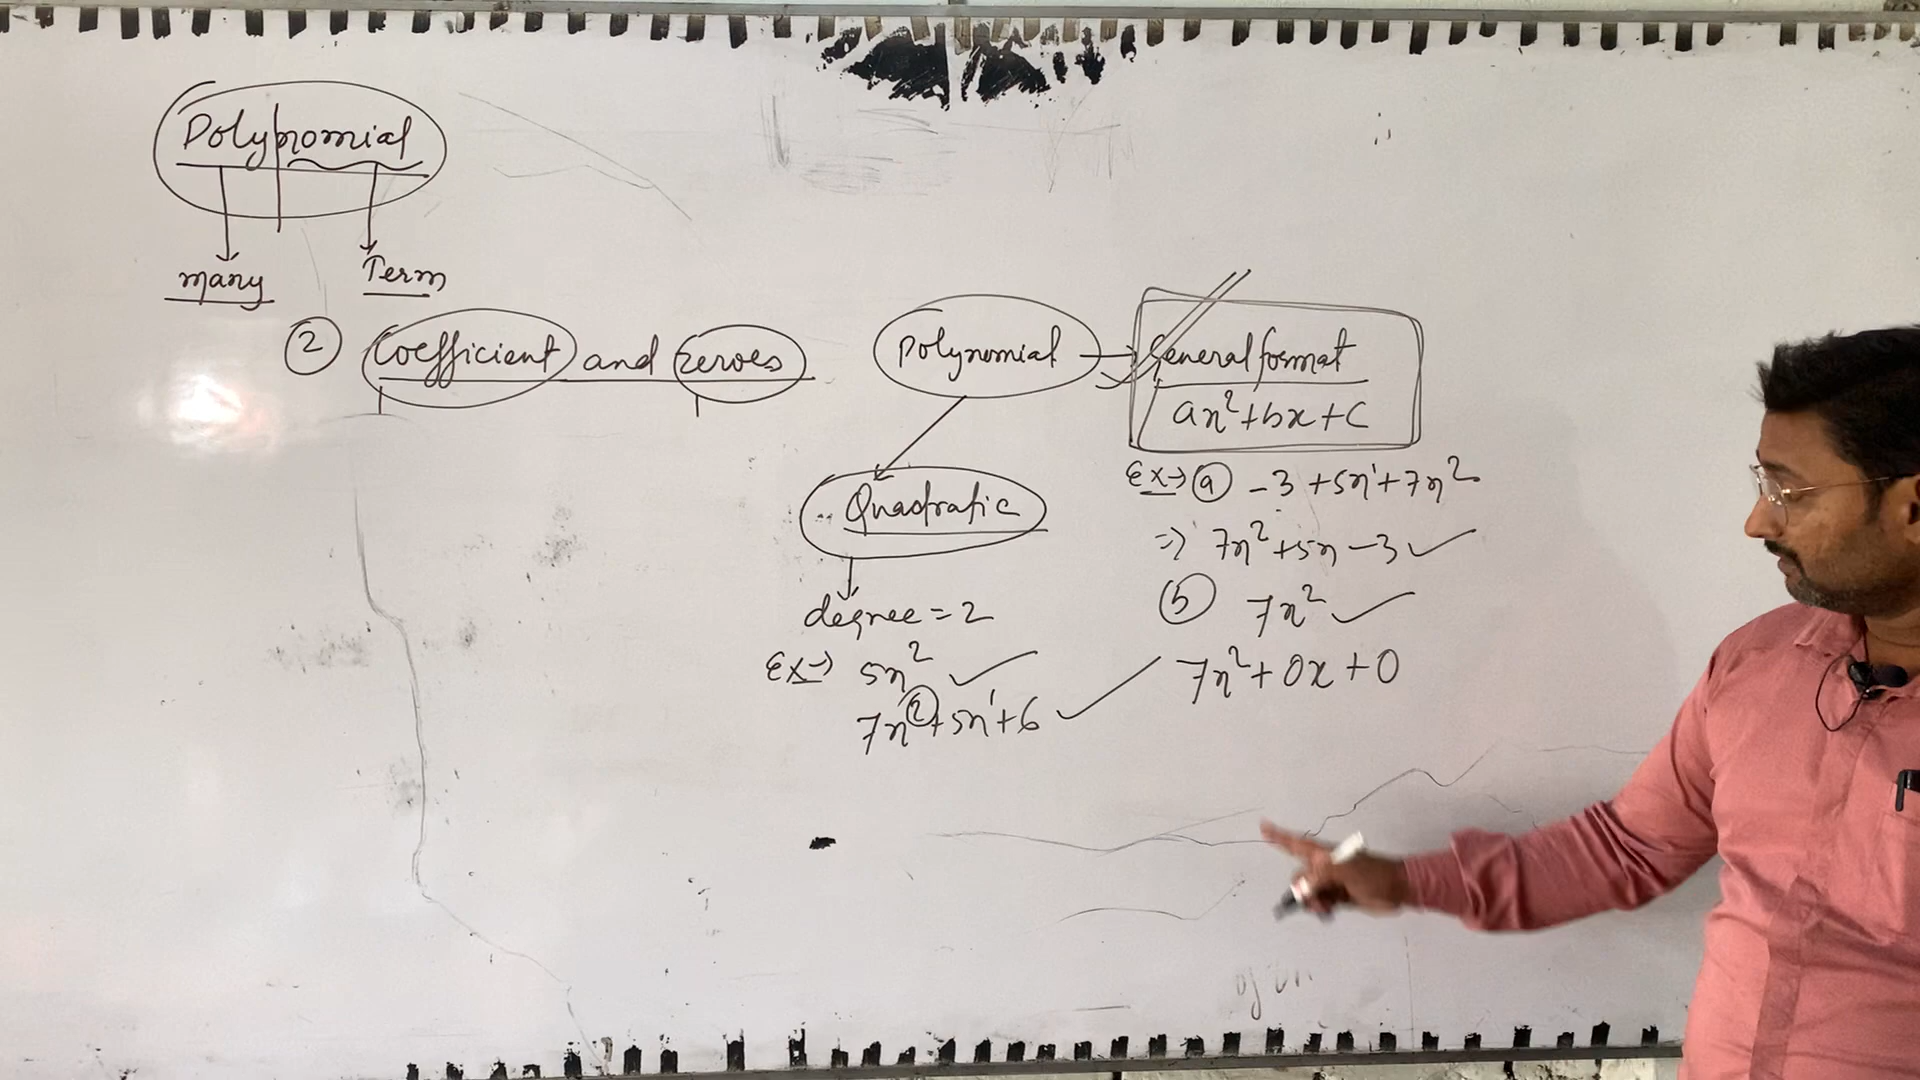 Polynomial
many Term
② Coefficient and zeroes
Polynomial → General format
ax²+bx+c
Quadratic
degree = 2
Ex→ 5x² ✓
7x²+5x¹+6 ✓
Ex→ ⓐ -3+5x¹+7x²
⇒ 7x²+5x-3 ✓
ⓑ 7x² ✓
7x²+0x+0